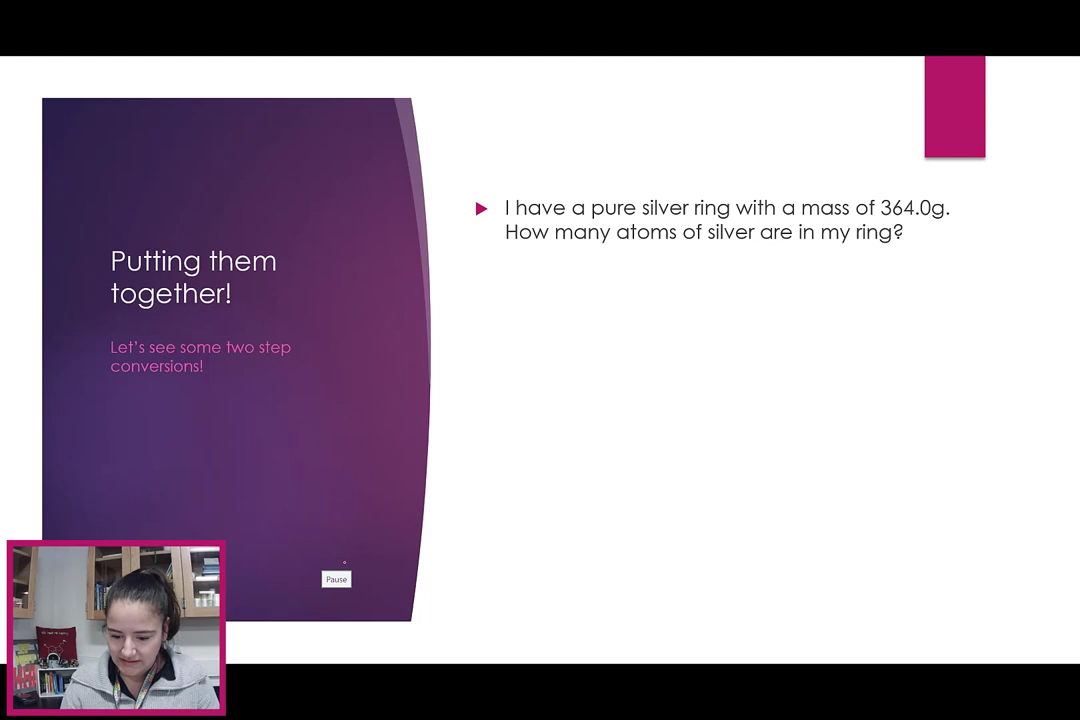 I have a pure silver ring with a mass of 364.0g.
How many atoms of silver are in my ring?
Putting them
together!
Let's see some two step
conversions!
Pause